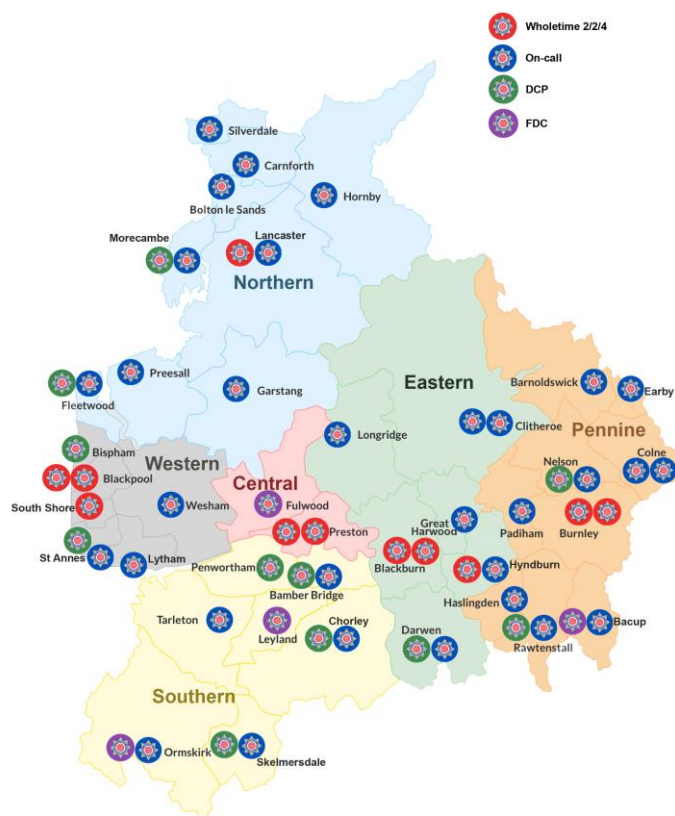 Wholetime 2/2/4
On-call
DCP
FDC
Silverdale
Carnforth
Bolton le Sands
Hornby
Morecambe
Lancaster
Northern
Preesall
Fleetwood
Garstang
Eastern
Barnoldswick
Earby
Longridge
Clitheroe
Pennine
Bispham
Western
Blackpool
Central
Nelson
Colne
South Shore
Wesham
Fulwood
Preston
Great
Harwood
Padiham
Burnley
St Annes
Lytham
Penwortham
Bamber Bridge
Blackburn
Hyndburn
Haslingden
Tarleton
Leyland
Chorley
Darwen
Rawtenstall
Bacup
Southern
Ormskirk
Skelmersdale